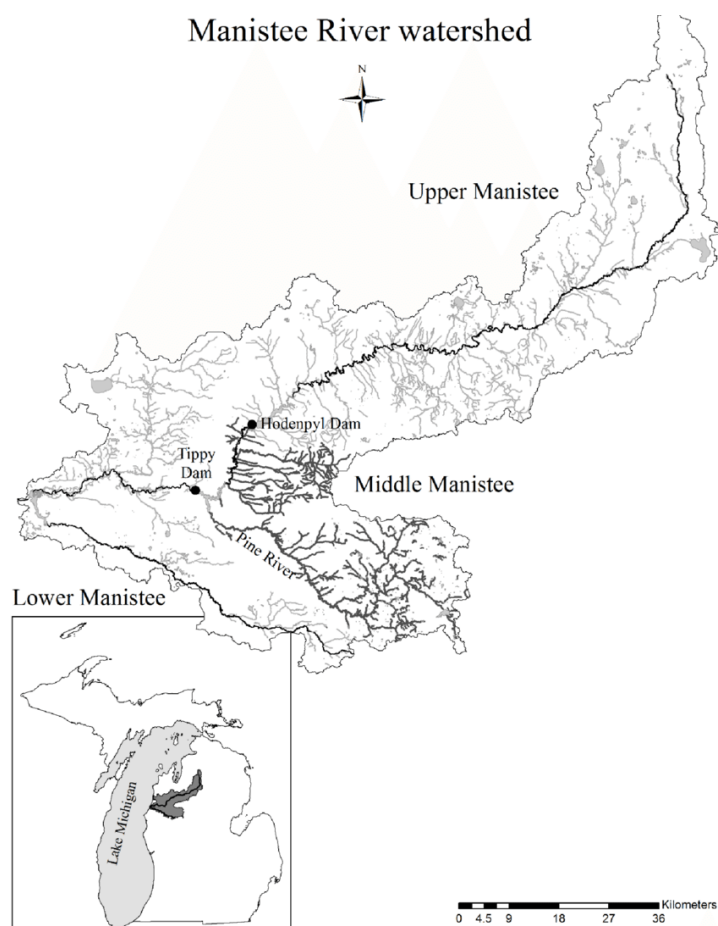 Manistee River watershed
N
Upper Manistee
Hodenpyl Dam
Tippy
Dam
Middle Manistee
Pine River
Lower Manistee
Lake Michigan
Kilometers
0 4.5 9 18 27 36